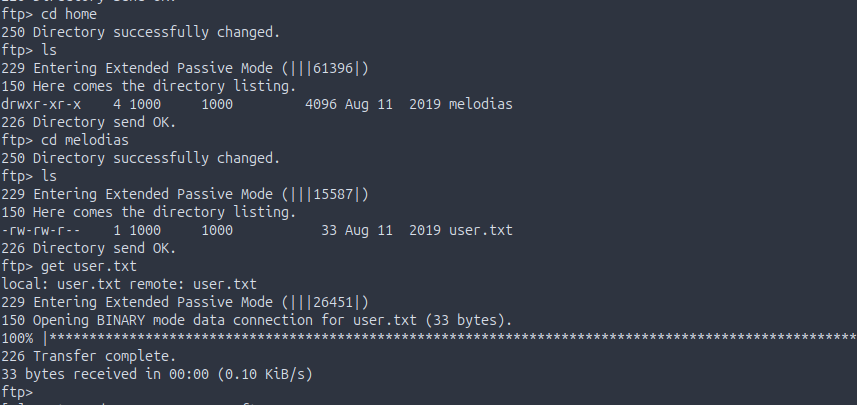 ftp> cd home
250 Directory successfully changed.
ftp> ls
229 Entering Extended Passive Mode (|||61396|)
150 Here comes the directory listing.
drwxr-xr-x    4 1000     1000         4096 Aug 11  2019 melodias
226 Directory send OK.
ftp> cd melodias
250 Directory successfully changed.
ftp> ls
229 Entering Extended Passive Mode (|||15587|)
150 Here comes the directory listing.
-rw-rw-r--    1 1000     1000           33 Aug 11  2019 user.txt
226 Directory send OK.
ftp> get user.txt
local: user.txt remote: user.txt
229 Entering Extended Passive Mode (|||26451|)
150 Opening BINARY mode data connection for user.txt (33 bytes).
100% |*****************************************************************************************************
226 Transfer complete.
33 bytes received in 00:00 (0.10 KiB/s)
ftp>